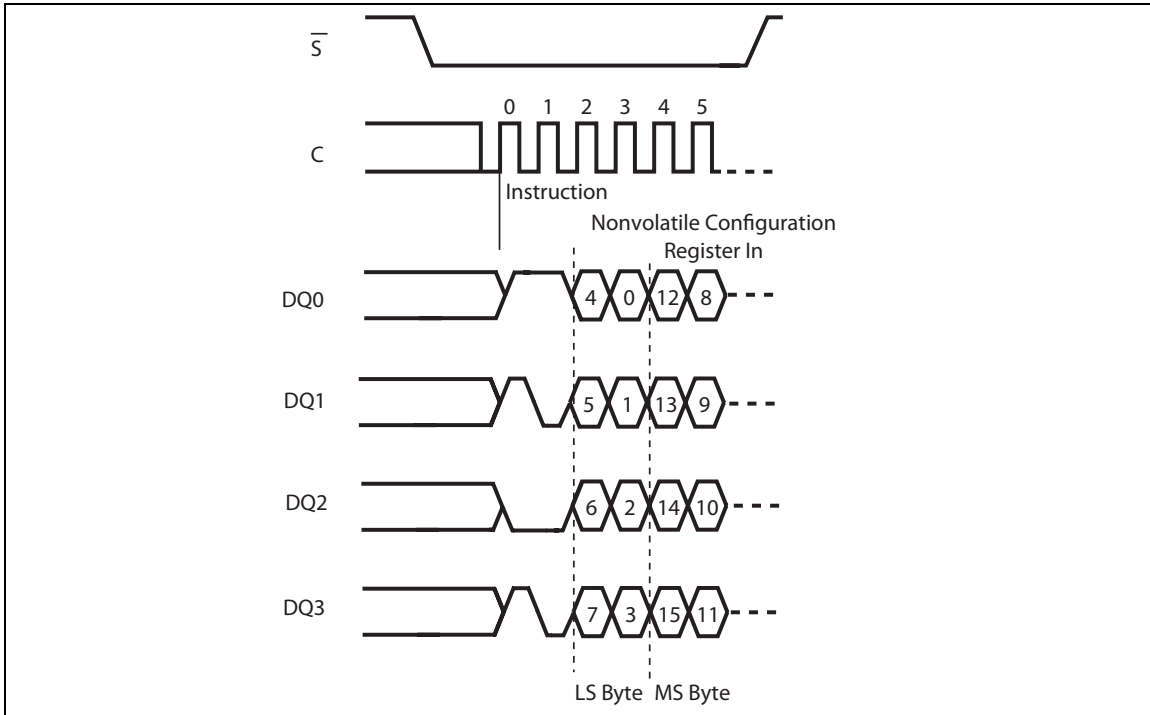 S
C
0 1 2 3 4 5
Instruction
Nonvolatile Configuration
Register In
DQ0
4 0 12 8
DQ1
5 1 13 9
DQ2
6 2 14 10
DQ3
7 3 15 11
LS Byte MS Byte